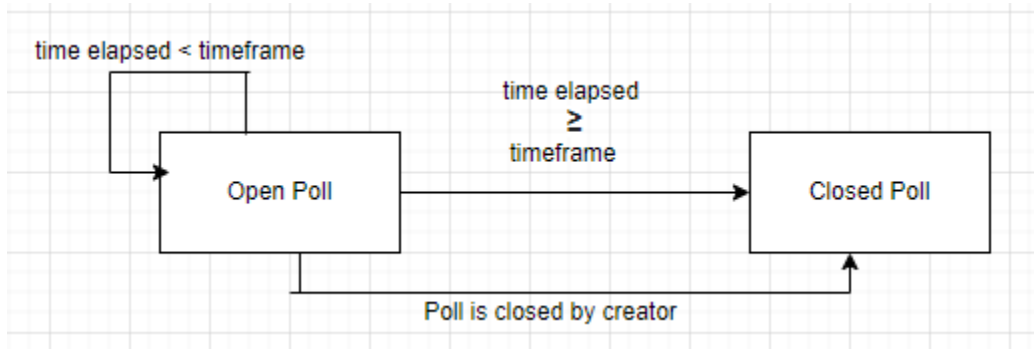 time elapsed < timeframe
time elapsed
≥
timeframe
Open Poll
Closed Poll
Poll is closed by creator